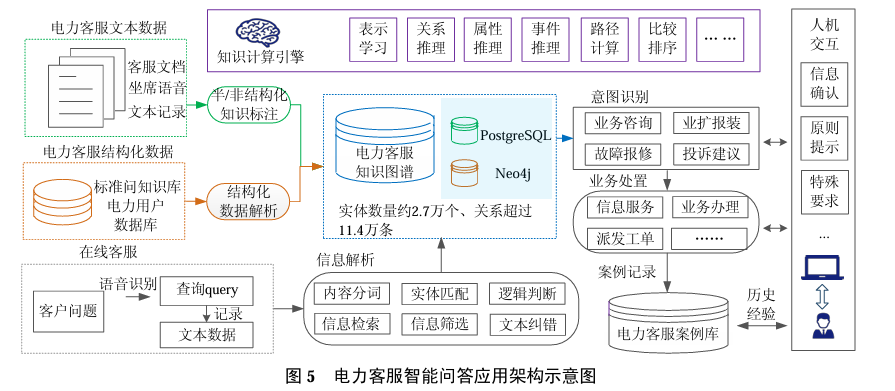 电力客服文本数据
客服文档
坐席语音
文本记录
半/非结构化
知识标注
电力客服结构化数据
标准问知识库
电力用户
数据库
结构化
数据解析
在线客服
客户问题
语音识别
查询query
记录
文本数据
知识计算引擎
表示
学习
关系
推理
属性
推理
事件
推理
路径
计算
比较
排序
... ...
电力客服
知识图谱
PostgreSQL
Neo4j
实体数量约2.7万个、关系超过
11.4万条
信息解析
内容分词
实体匹配
逻辑判断
信息检索
信息筛选
文本纠错
意图识别
业务咨询
业扩报装
故障报修
投诉建议
业务处置
信息服务
业务办理
派发工单
……
案例记录
电力客服案例库
历史
经验
人机
交互
信息
确认
原则
提示
特殊
要求
...
图 5 电力客服智能问答应用架构示意图